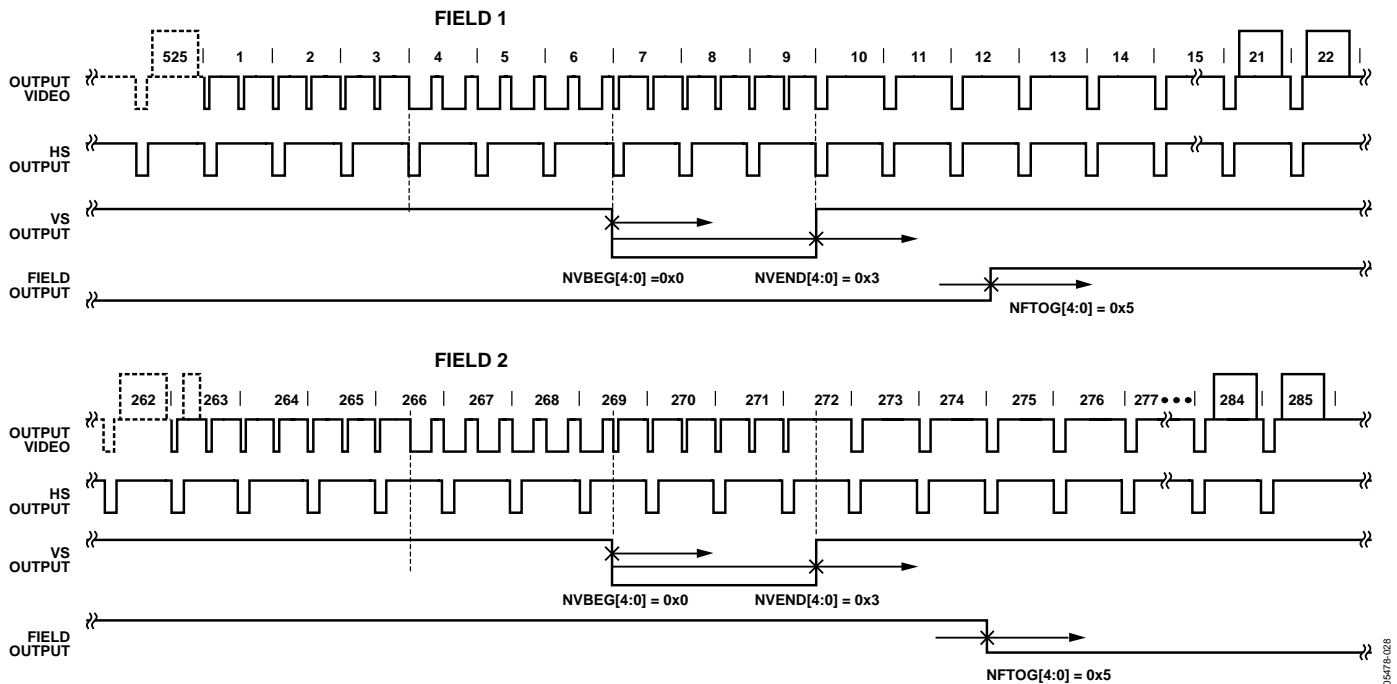 FIELD 1
525 | 1 | 2 | 3 | 4 | 5 | 6 | 7 | 8 | 9 | 10 | 11 | 12 | 13 | 14 | 15 | 21 | 22 |
OUTPUT
VIDEO
HS
OUTPUT
VS
OUTPUT
NVBEG[4:0] =0x0
NVEND[4:0] = 0x3
FIELD
OUTPUT
NFTOG[4:0] = 0x5
FIELD 2
262 | 263 | 264 | 265 | 266 | 267 | 268 | 269 | 270 | 271 | 272 | 273 | 274 | 275 | 276 | 277 ••• | 284 | 285 |
OUTPUT
VIDEO
HS
OUTPUT
VS
OUTPUT
NVBEG[4:0] = 0x0
NVEND[4:0] = 0x3
FIELD
OUTPUT
NFTOG[4:0] = 0x5
05478-028